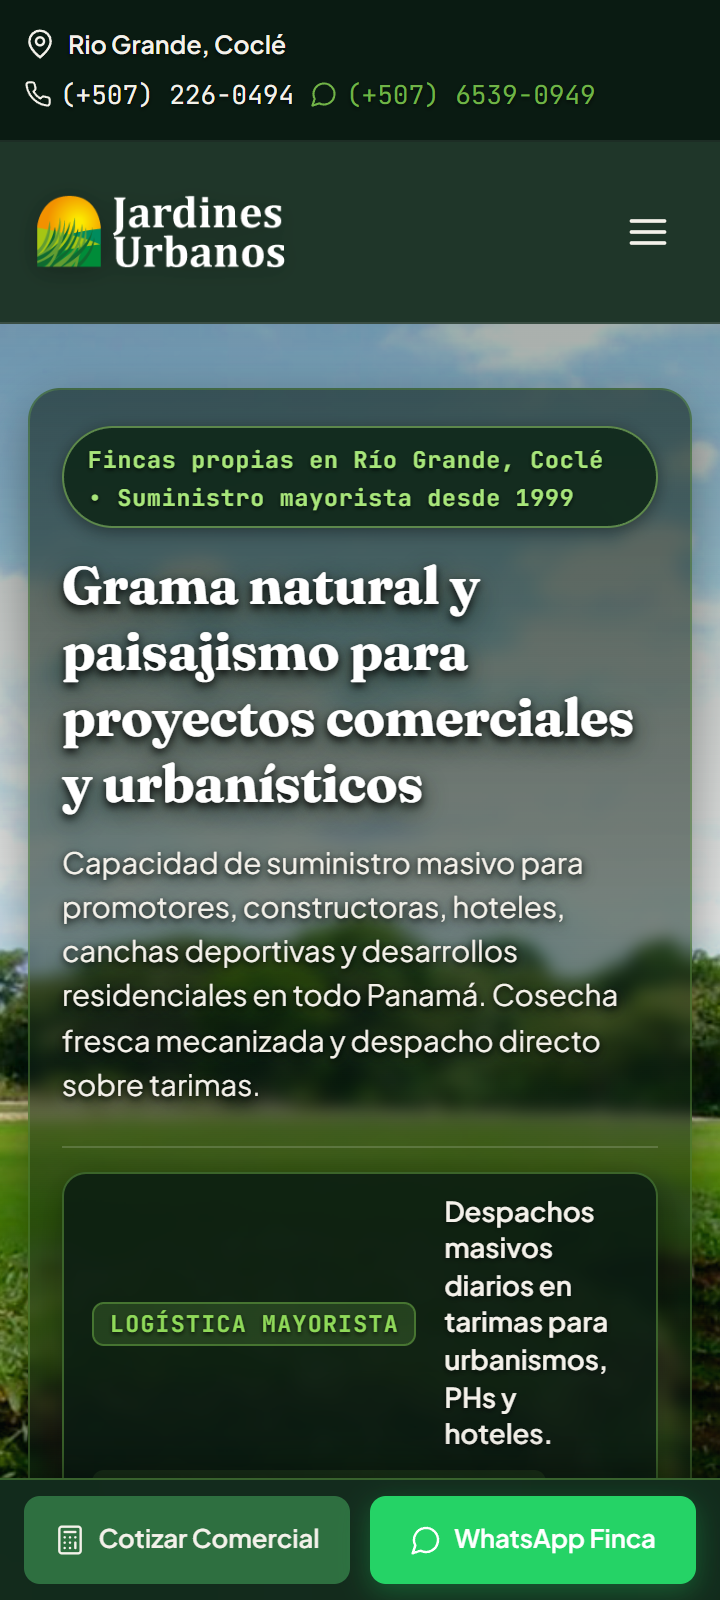 Rio Grande, Coclé
(+507) 226-0494 (+507) 6539-0949
Jardines
Urbanos
Fincas propias en Río Grande, Coclé
• Suministro mayorista desde 1999
Grama natural y
paisajismo para
proyectos comerciales
y urbanísticos
Capacidad de suministro masivo para
promotores, constructoras, hoteles,
canchas deportivas y desarrollos
residenciales en todo Panamá. Cosecha
fresca mecanizada y despacho directo
sobre tarimas.
LOGÍSTICA MAYORISTA
Despachos
masivos
diarios en
tarimas para
urbanismos,
PHs y
hoteles.
Cotizar Comercial
WhatsApp Finca